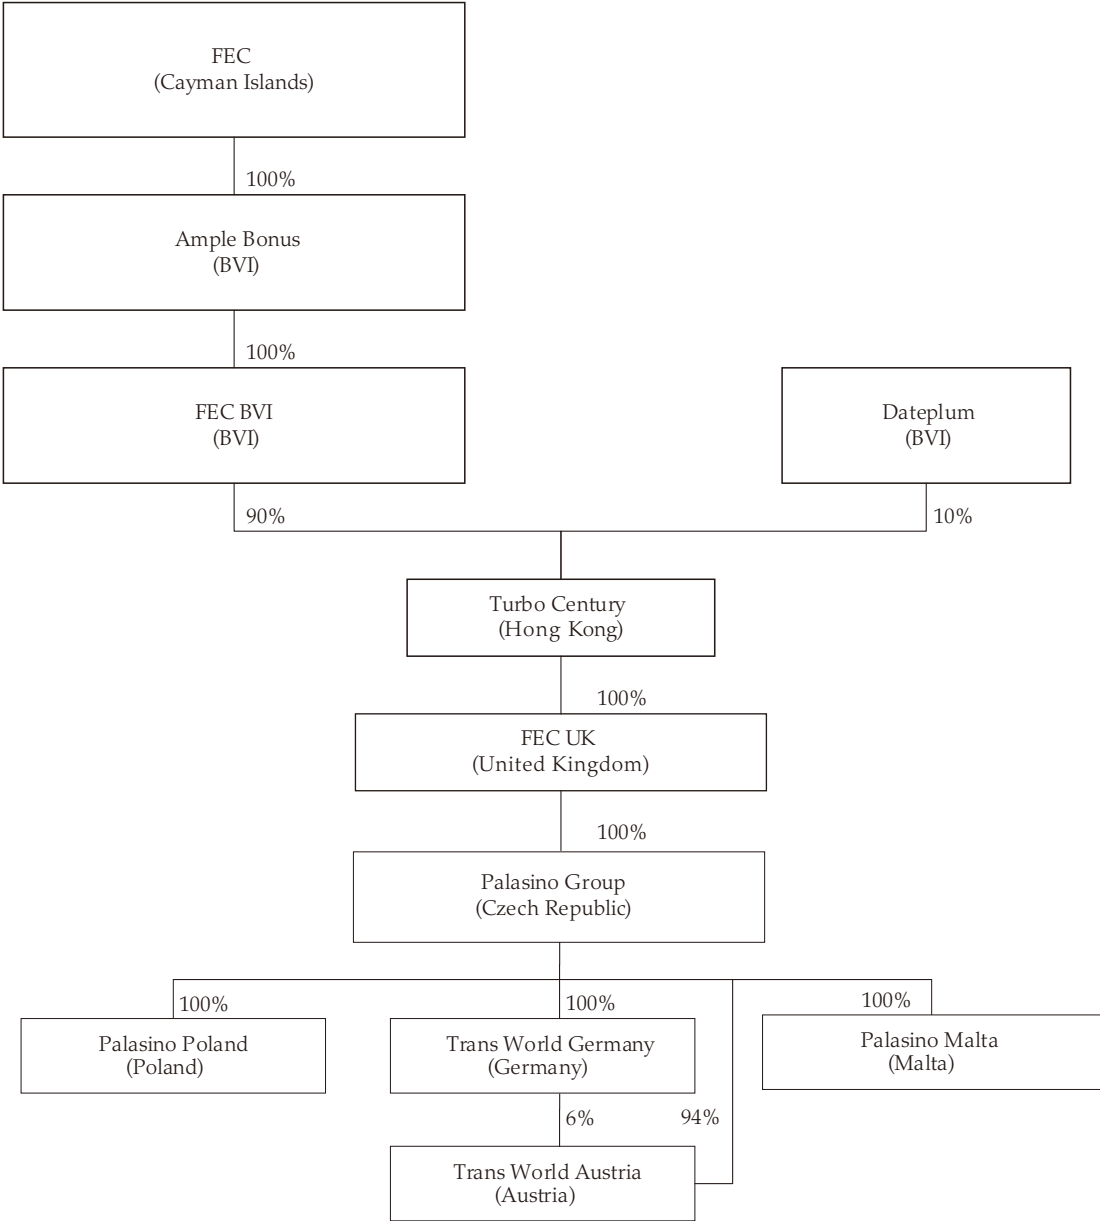 FEC
(Cayman Islands)
100%
Ample Bonus
(BVI)
100%
FEC BVI
(BVI)
Dateplum
(BVI)
90%
10%
Turbo Century
(Hong Kong)
100%
FEC UK
(United Kingdom)
100%
Palasino Group
(Czech Republic)
100%
100%
100%
Palasino Poland
(Poland)
Trans World Germany
(Germany)
Palasino Malta
(Malta)
6%
94%
Trans World Austria
(Austria)